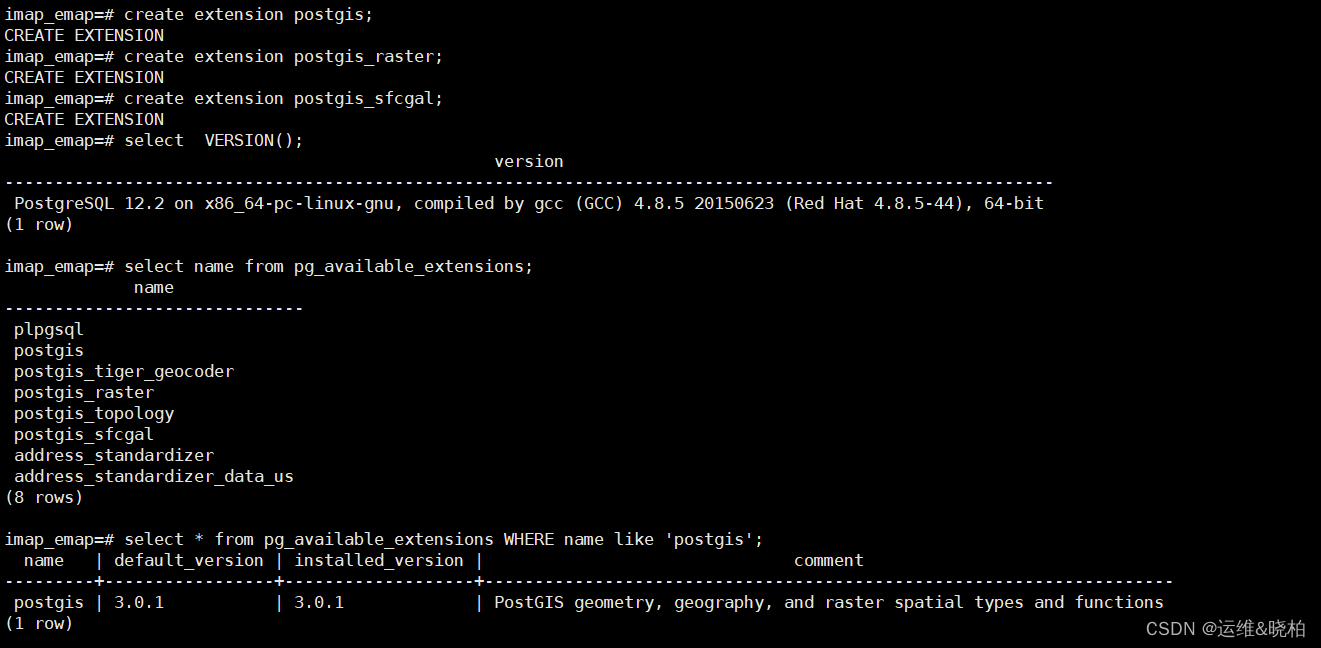 imap_emap=# create extension postgis;
CREATE EXTENSION
imap_emap=# create extension postgis_raster;
CREATE EXTENSION
imap_emap=# create extension postgis_sfcgal;
CREATE EXTENSION
imap_emap=# select  VERSION();
                                                 version
---------------------------------------------------------------------------------------------------------
 PostgreSQL 12.2 on x86_64-pc-linux-gnu, compiled by gcc (GCC) 4.8.5 20150623 (Red Hat 4.8.5-44), 64-bit
(1 row)
imap_emap=# select name from pg_available_extensions;
             name
------------------------------
 plpgsql
 postgis
 postgis_tiger_geocoder
 postgis_raster
 postgis_topology
 postgis_sfcgal
 address_standardizer
 address_standardizer_data_us
(8 rows)
imap_emap=# select * from pg_available_extensions WHERE name like 'postgis';
  name   | default_version | installed_version |                               comment
---------+-----------------+-------------------+---------------------------------------------------------------------
 postgis | 3.0.1           | 3.0.1             | PostGIS geometry, geography, and raster spatial types and functions
(1 row)
CSDN @运维&晓柏